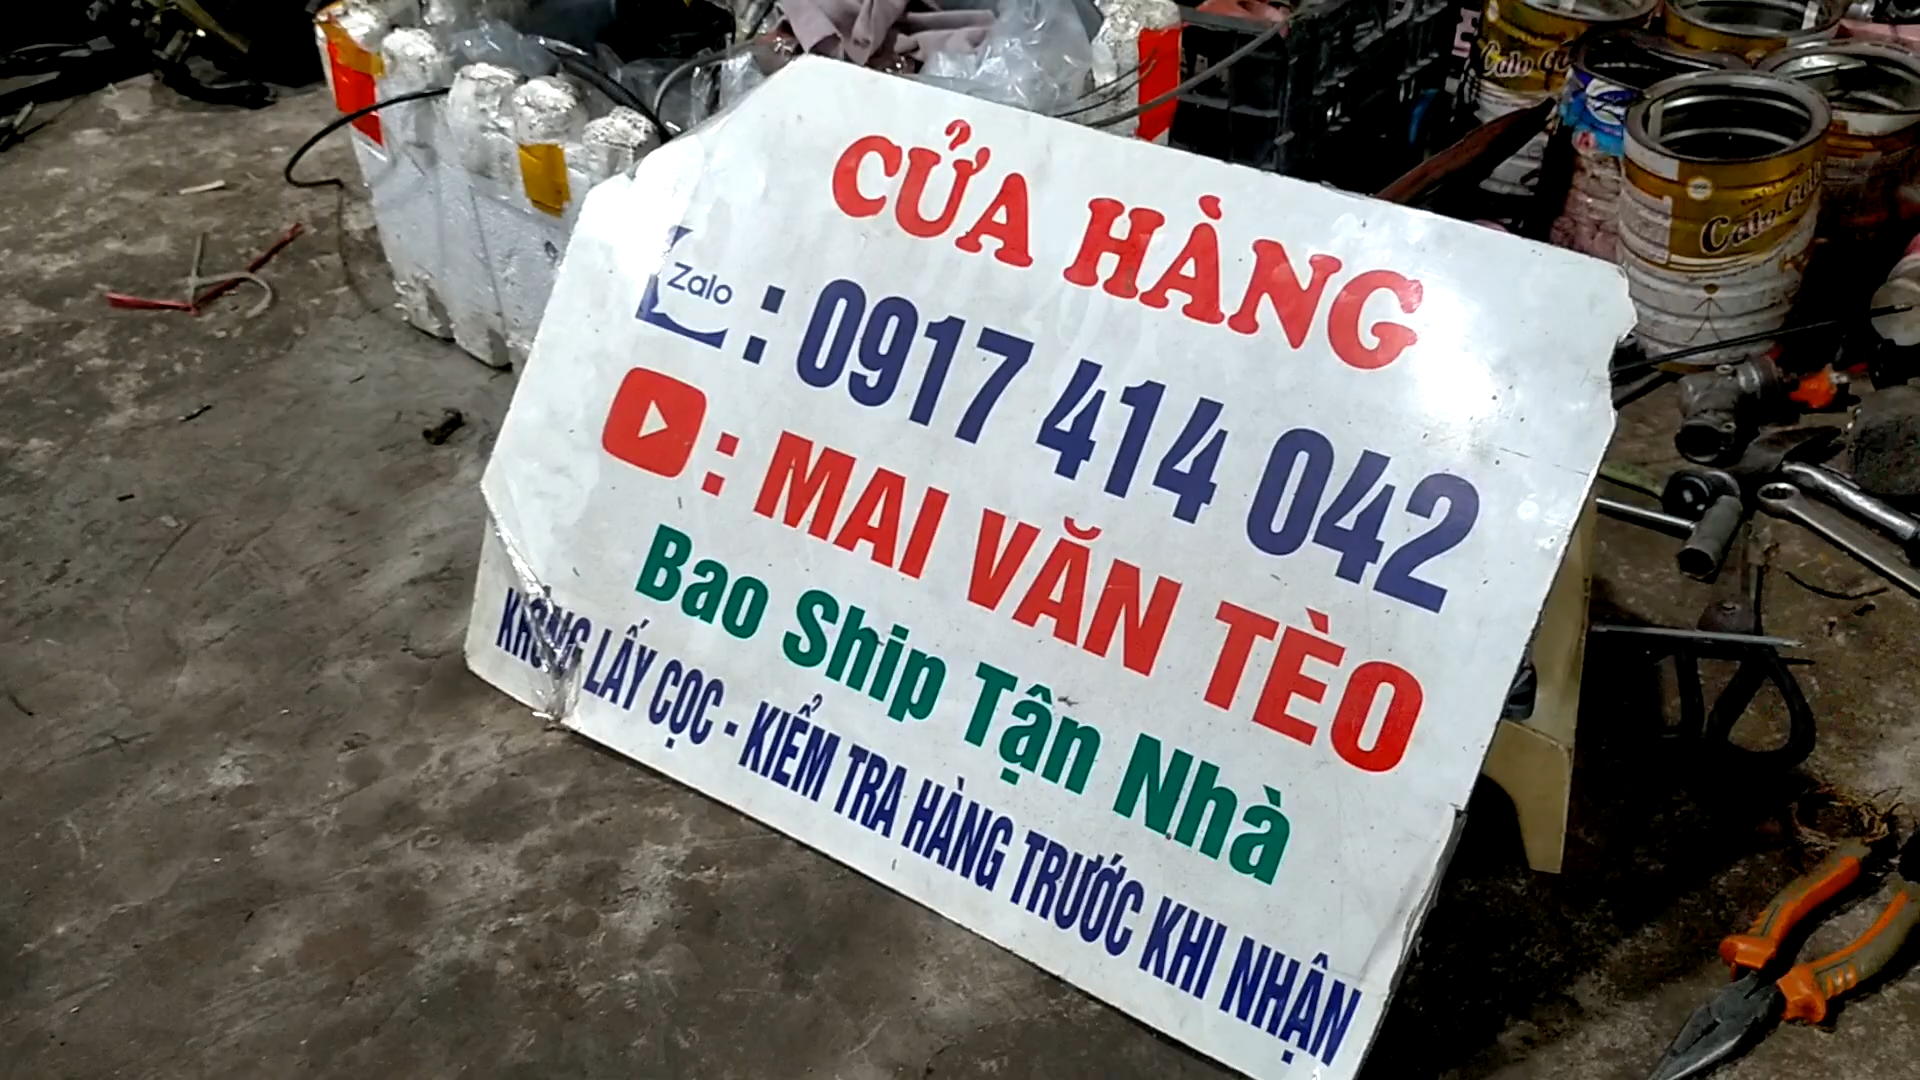 CỬA HÀNG
Zalo : 0917 414 042
: MAI VĂN TÈO
Bao Ship Tận Nhà
KHÔNG LẤY CỌC - KIỂM TRA HÀNG TRƯỚC KHI NHẬN